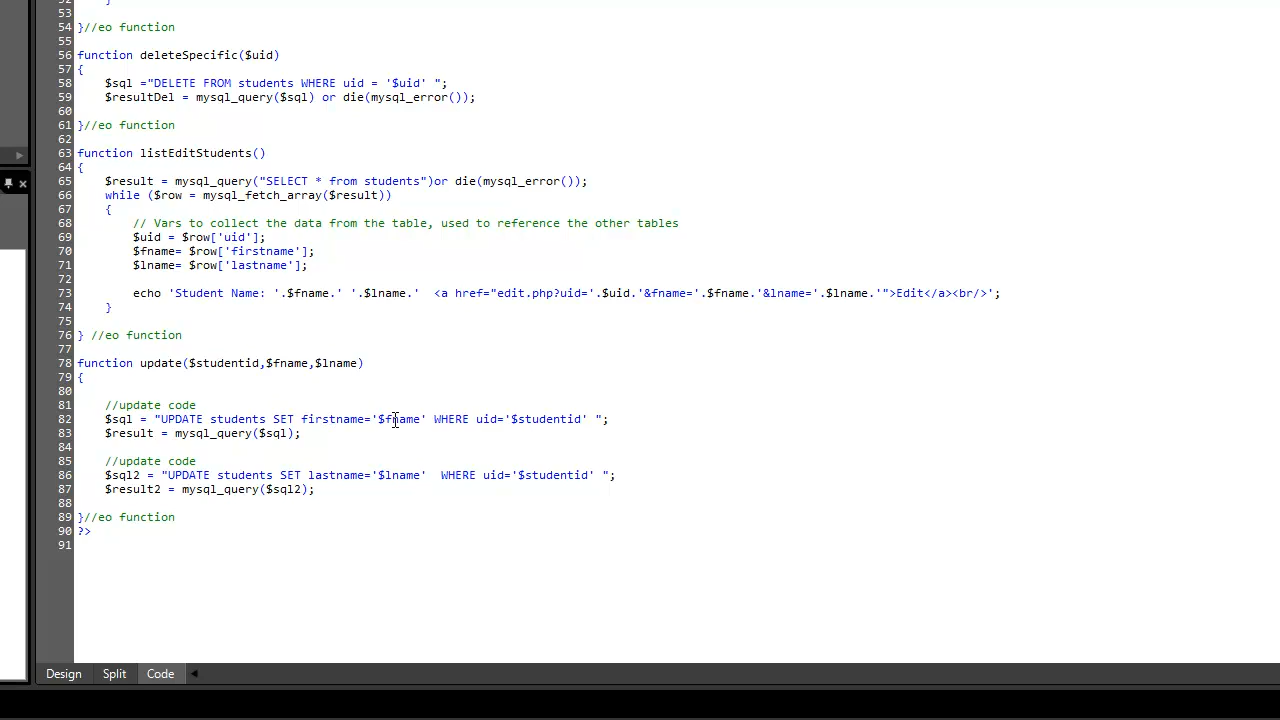 52 }
53
54 }//eo function
55
56 function deleteSpecific($uid)
57 {
58 $sql ="DELETE FROM students WHERE uid = '$uid' ";
59 $resultDel = mysql_query($sql) or die(mysql_error());
60
61 }//eo function
62
63 function listEditStudents()
64 {
65 $result = mysql_query("SELECT * from students")or die(mysql_error());
66 while ($row = mysql_fetch_array($result))
67 {
68 // Vars to collect the data from the table, used to reference the other tables
69 $uid = $row['uid'];
70 $fname= $row['firstname'];
71 $lname= $row['lastname'];
72
73 echo 'Student Name: '.$fname.' '.$lname.'  <a href="edit.php?uid='.$uid.'&fname='.$fname.'&lname='.$lname.'">Edit</a><br/>';
74 }
75
76 } //eo function
77
78 function update($studentid,$fname,$lname)
79 {
80
81 //update code
82 $sql = "UPDATE students SET firstname='$fname' WHERE uid='$studentid' ";
83 $result = mysql_query($sql);
84
85 //update code
86 $sql2 = "UPDATE students SET lastname='$lname'  WHERE uid='$studentid' ";
87 $result2 = mysql_query($sql2);
88
89 }//eo function
90 ?>
91
Design Split Code